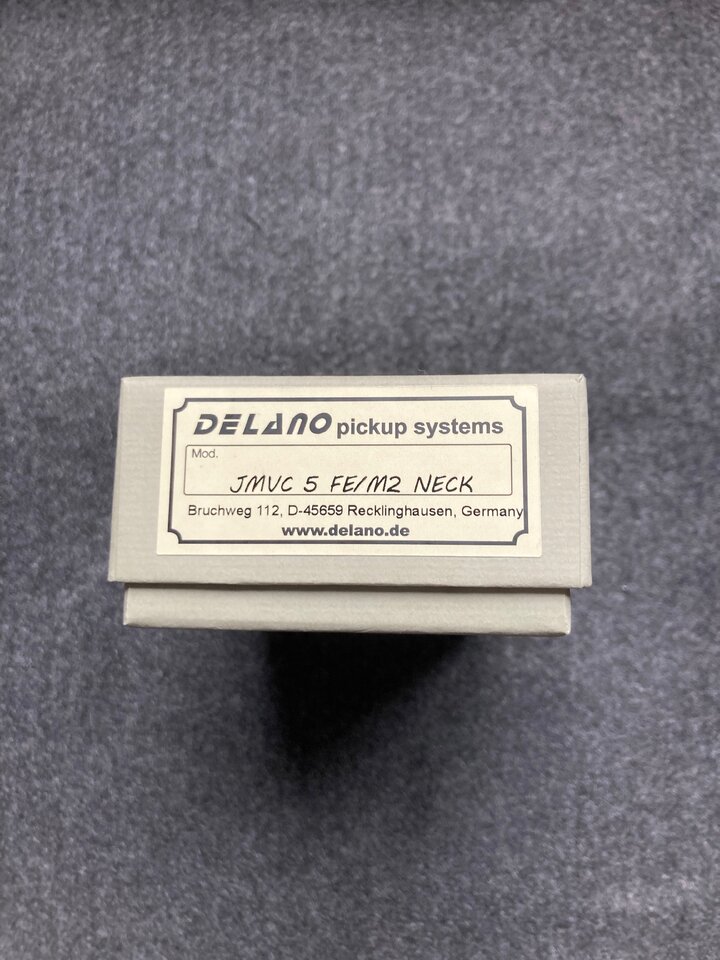 DELANO pickup systems
Mod.
JMVC 5 FE/M2 NECK
Bruchweg 112, D-45659 Recklinghausen, Germany
www.delano.de